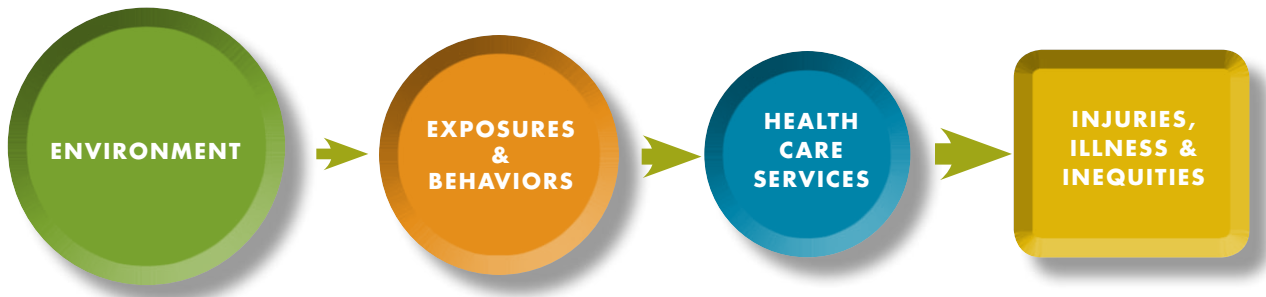 ENVIRONMENT
EXPOSURES
&
BEHAVIORS
HEALTH
CARE
SERVICES
INJURIES,
ILLNESS &
INEQUITIES